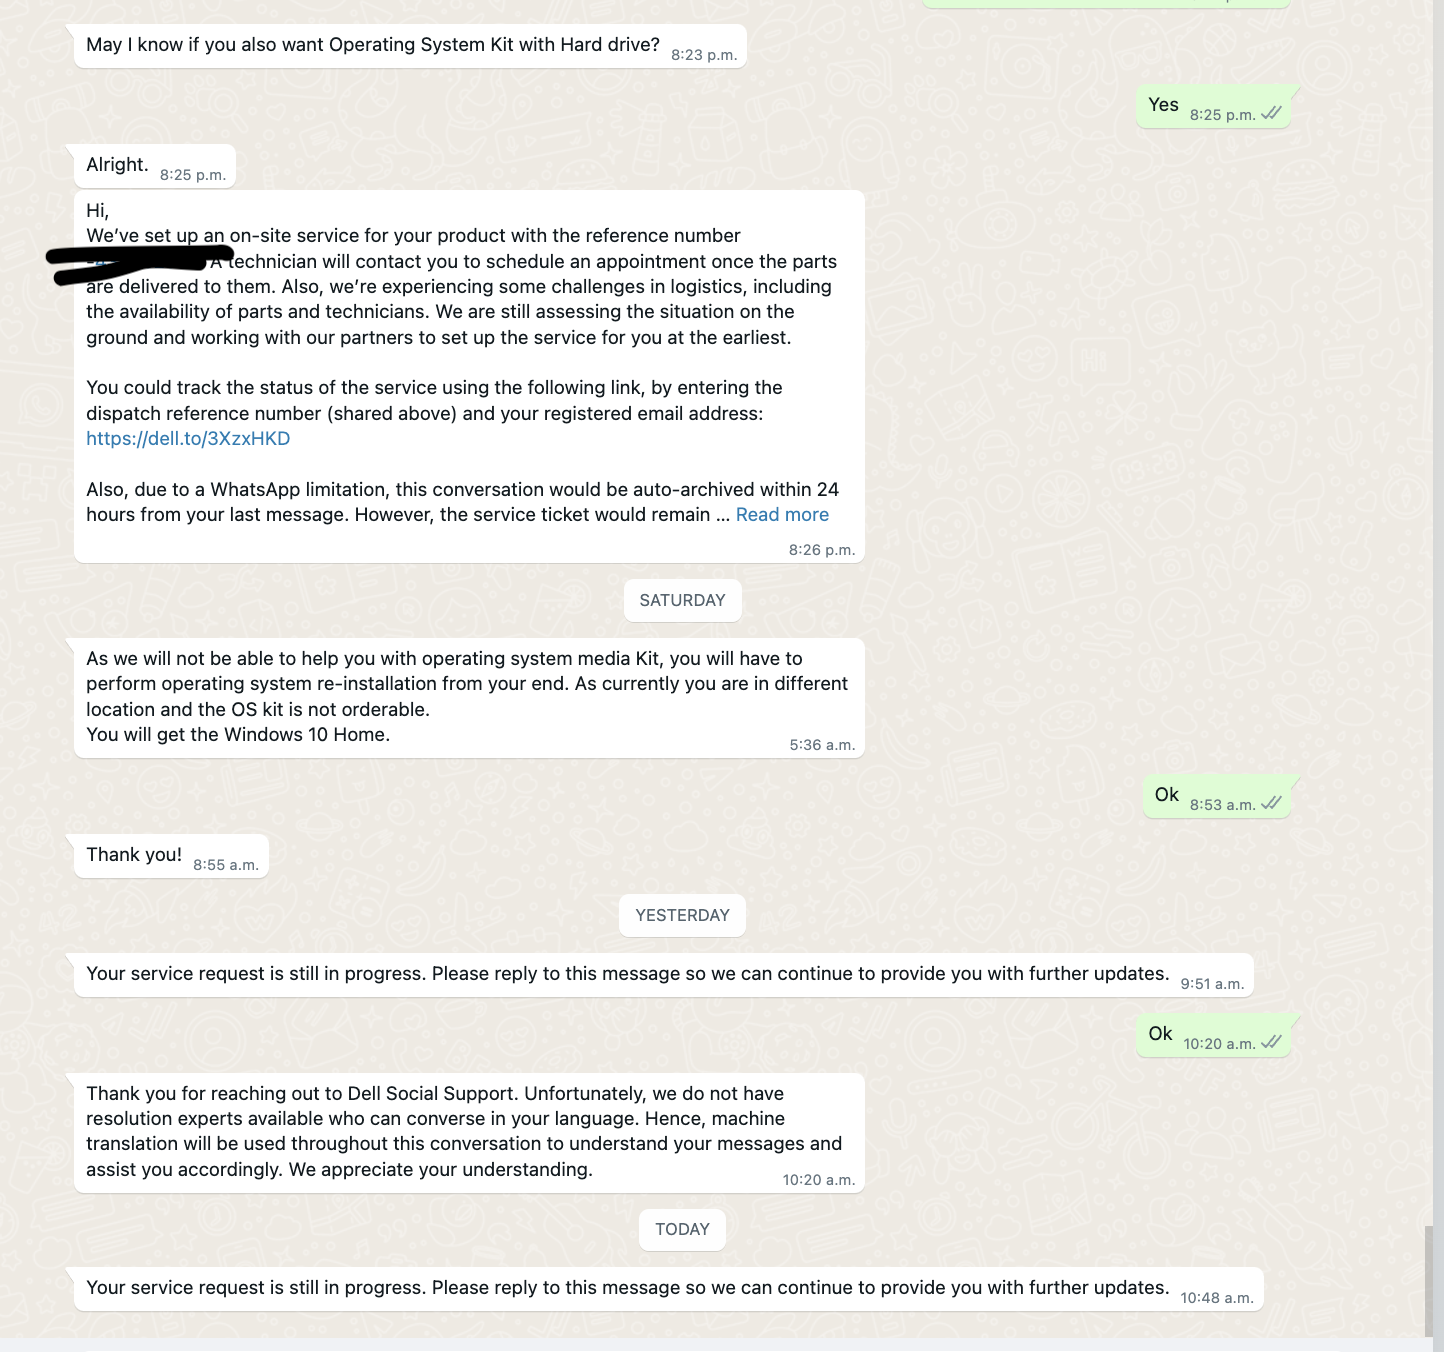 May I know if you also want Operating System Kit with Hard drive? 8:23 p.m.
Yes 8:25 p.m.
Alright. 8:25 p.m.
Hi,
We’ve set up an on-site service for your product with the reference number
A technician will contact you to schedule an appointment once the parts
are delivered to them. Also, we’re experiencing some challenges in logistics, including
the availability of parts and technicians. We are still assessing the situation on the
ground and working with our partners to set up the service for you at the earliest.
You could track the status of the service using the following link, by entering the
dispatch reference number (shared above) and your registered email address:
https://dell.to/3XzxHKD
Also, due to a WhatsApp limitation, this conversation would be auto-archived within 24
hours from your last message. However, the service ticket would remain ... Read more
8:26 p.m.
SATURDAY
As we will not be able to help you with operating system media Kit, you will have to
perform operating system re-installation from your end. As currently you are in different
location and the OS kit is not orderable.
You will get the Windows 10 Home.
5:36 a.m.
Ok 8:53 a.m.
Thank you! 8:55 a.m.
YESTERDAY
Your service request is still in progress. Please reply to this message so we can continue to provide you with further updates. 9:51 a.m.
Ok 10:20 a.m.
Thank you for reaching out to Dell Social Support. Unfortunately, we do not have
resolution experts available who can converse in your language. Hence, machine
translation will be used throughout this conversation to understand your messages and
assist you accordingly. We appreciate your understanding.
10:20 a.m.
TODAY
Your service request is still in progress. Please reply to this message so we can continue to provide you with further updates. 10:48 a.m.